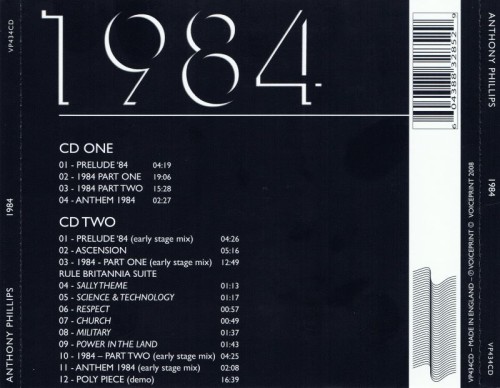 1984
CD ONE
01 - PRELUDE '84 04:19
02 - 1984 PART ONE 19:06
03 - 1984 PART TWO 15:28
04 - ANTHEM 1984 02:27
CD TWO
01 - PRELUDE '84 (early stage mix) 04:26
02 - ASCENSION 05:16
03 - 1984 - PART ONE (early stage mix) 12:49
RULE BRITANNIA SUITE
04 - SALLY THEME 01:13
05 - SCIENCE & TECHNOLOGY 01:17
06 - RESPECT 00:57
07 - CHURCH 00:49
08 - MILITARY 01:37
09 - POWER IN THE LAND 01:43
10 - 1984 – PART TWO (early stage mix) 04:25
11 - ANTHEM 1984 (early stage mix) 02:08
12 - POLY PIECE (demo) 16:39
VP434CD
1984
ANTHONY PHILLIPS
6 04388 32852 9
VP434CD – MADE IN ENGLAND – ℗ VOICEPRINT © VOICEPRINT 2008
ANTHONY PHILLIPS
1984
VP434CD